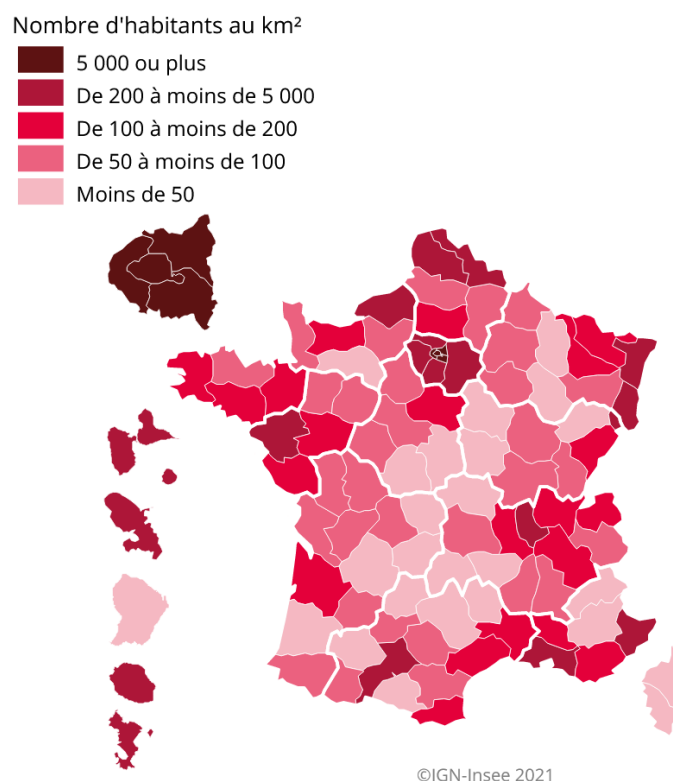 Nombre d'habitants au km²
5 000 ou plus
De 200 à moins de 5 000
De 100 à moins de 200
De 50 à moins de 100
Moins de 50
©IGN-Insee 2021